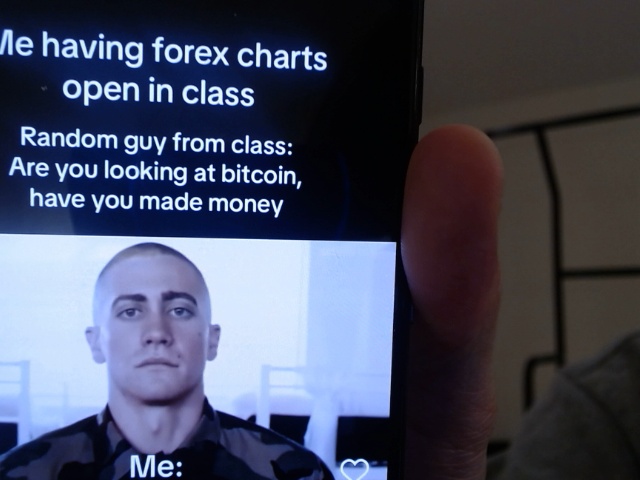 Me having forex charts
open in class
Random guy from class:
Are you looking at bitcoin,
have you made money
Me: